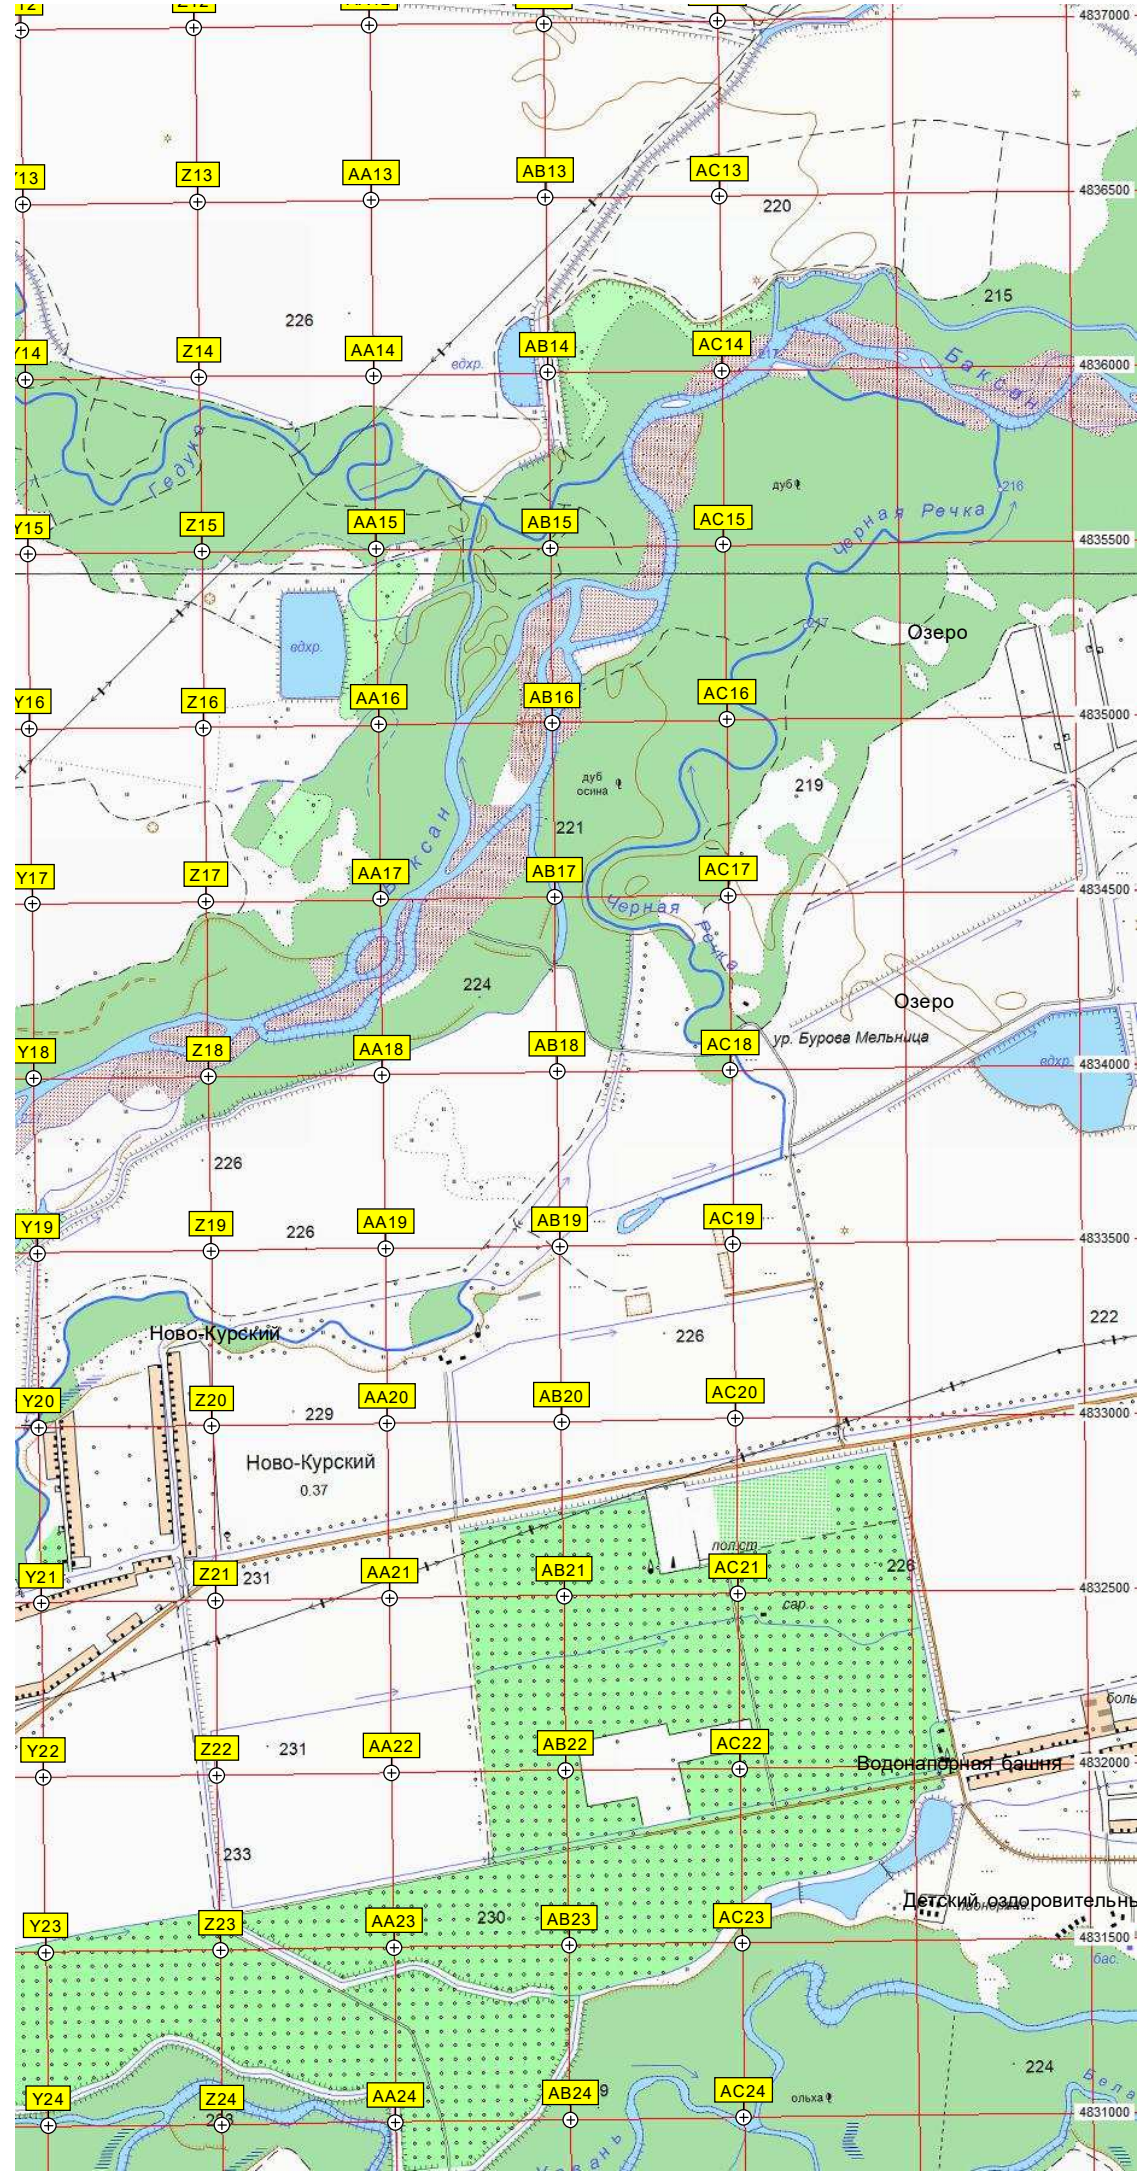 4837000
Z13
AA13
AB13
AC13
4836500
220
226
215
Z14
AA14
AB14
AC14
вдхр.
217
4836000
Баксан
Гедука
дуб
216
Черная Речка
Y15
Z15
AA15
AB15
AC15
4835500
вдхр.
217
Озеро
Y16
Z16
AA16
AB16
AC16
4835000
дуб
осина
219
221
Y17
Z17
AA17
AB17
AC17
4834500
Черная
Речка
224
Озеро
ур. Бурова Мельница
Y18
Z18
AA18
AB18
AC18
вдхр.
4834000
226
Y19
Z19
226
AA19
AB19
AC19
4833500
Ново-Курский
226
222
Y20
Z20
229
AA20
AB20
AC20
4833000
Ново-Курский
0.37
пол.ст.
Y21
Z21
231
AA21
AB21
AC21
226
4832500
сар.
Y22
Z22
231
AA22
AB22
AC22
Водонапорная башня
4832000
233
Детский оздоровительны
Y23
Z23
AA23
230
AB23
AC23
4831500
бас.
224
Y24
Z24
AA24
AB24
AC24
ольха
4831000